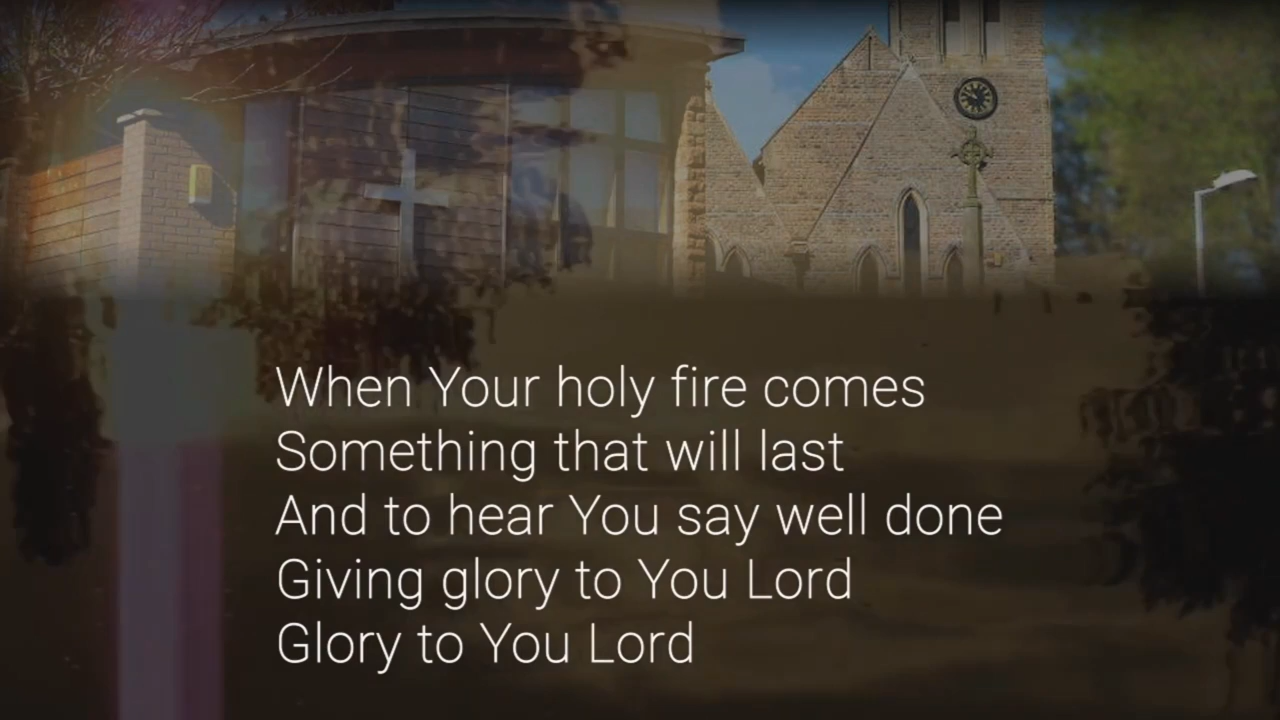 When Your holy fire comes
Something that will last
And to hear You say well done
Giving glory to You Lord
Glory to You Lord